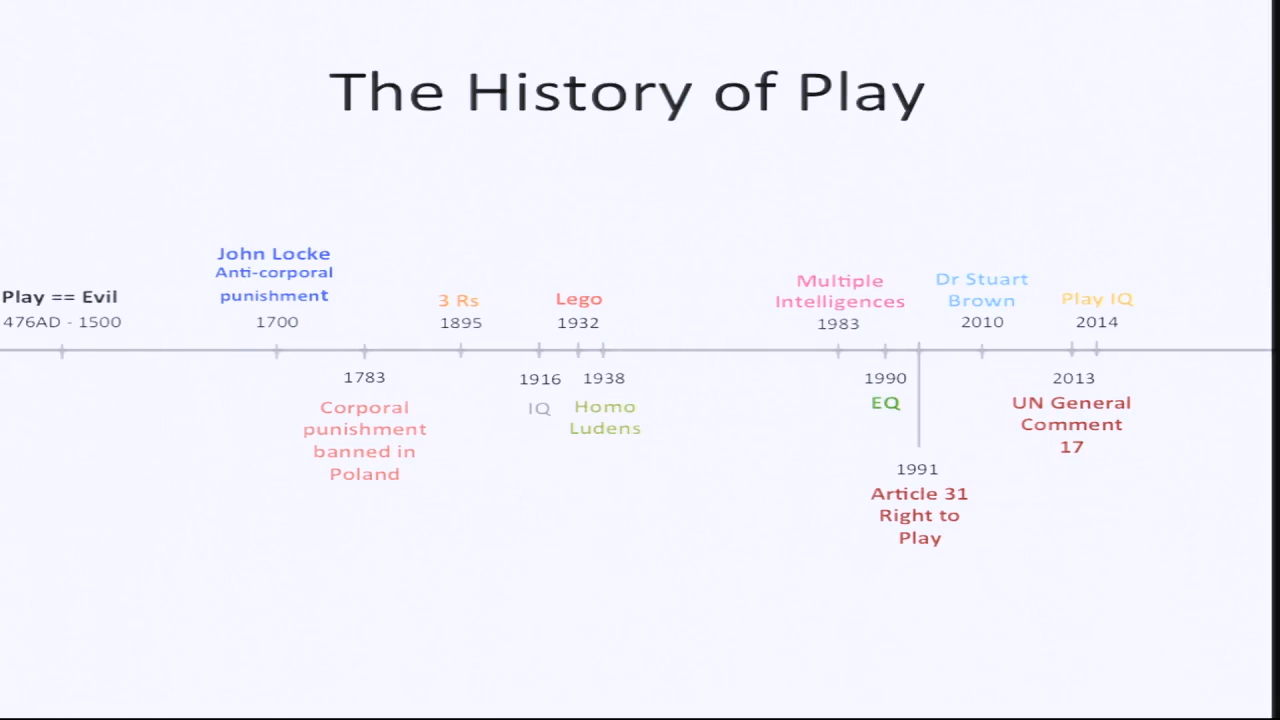 The History of Play
Play == Evil
476AD - 1500
John Locke
Anti-corporal
punishment
1700
1783
Corporal
punishment
banned in
Poland
3 Rs
1895
1916
IQ
Lego
1932
1938
Homo
Ludens
Multiple
Intelligences
1983
1990
EQ
1991
Article 31
Right to
Play
Dr Stuart
Brown
2010
2013
UN General
Comment
17
Play IQ
2014